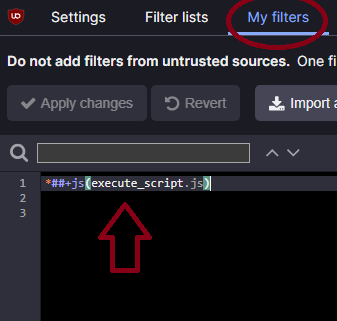 Settings Filter lists My filters
Do not add filters from untrusted sources. One fi
Apply changes Revert Import a
1 *##+js(execute_script.js)
2
3